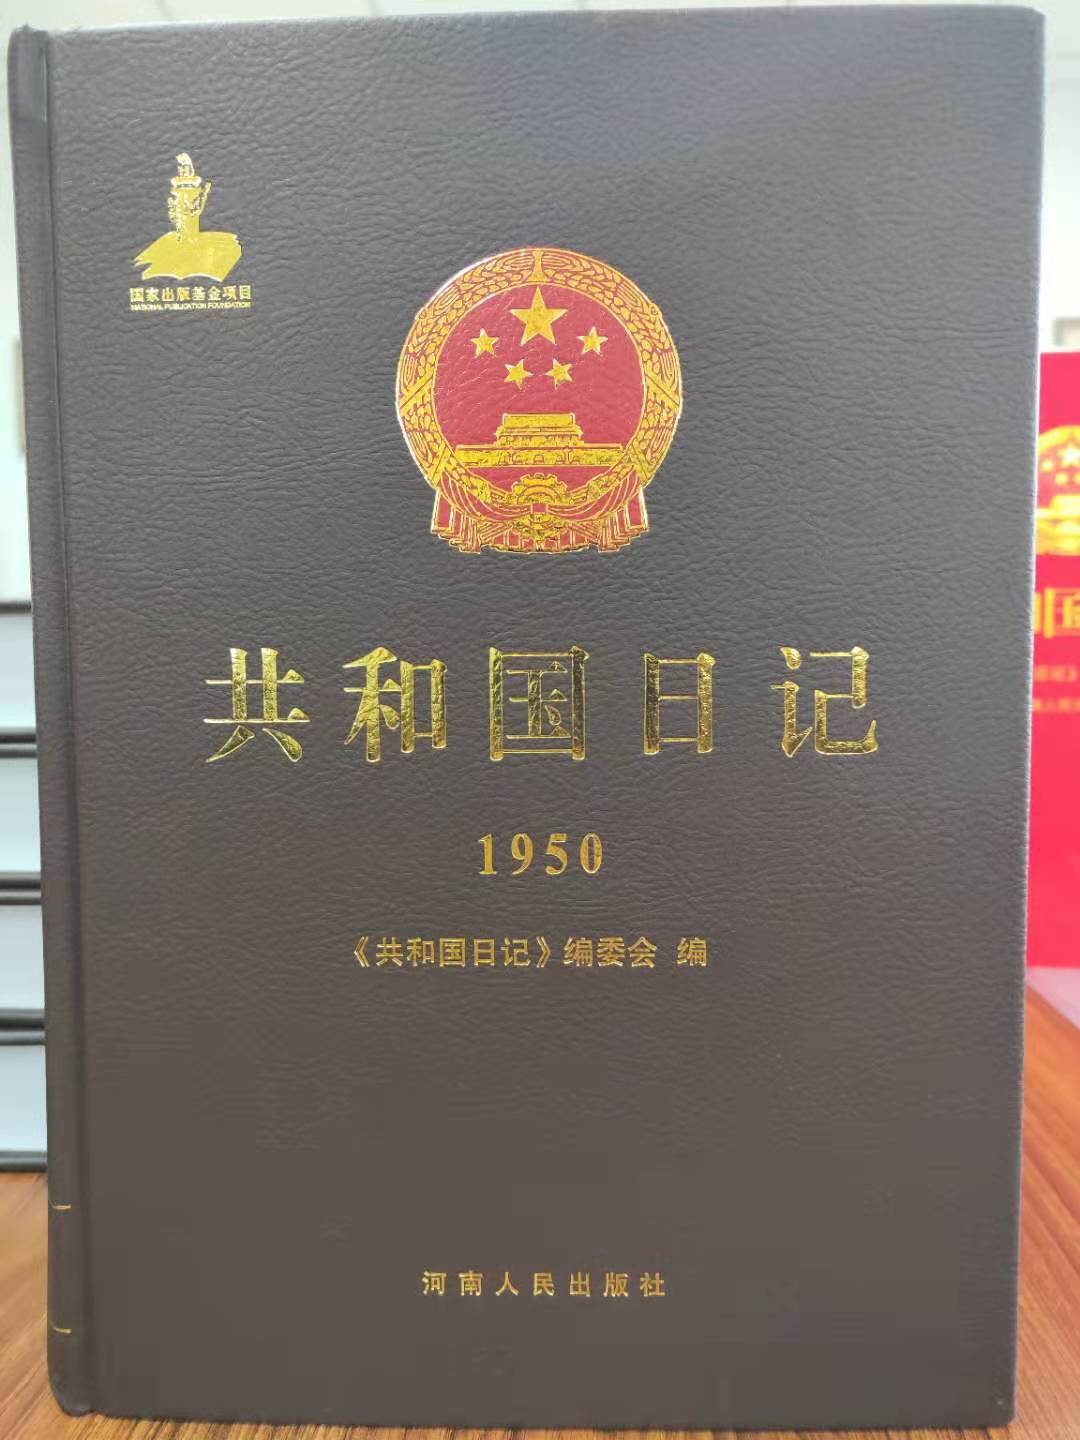 国家出版基金项目
NATIONAL PUBLICATION FOUNDATION
共和国日记
1950
《共和国日记》编委会 编
河南人民出版社